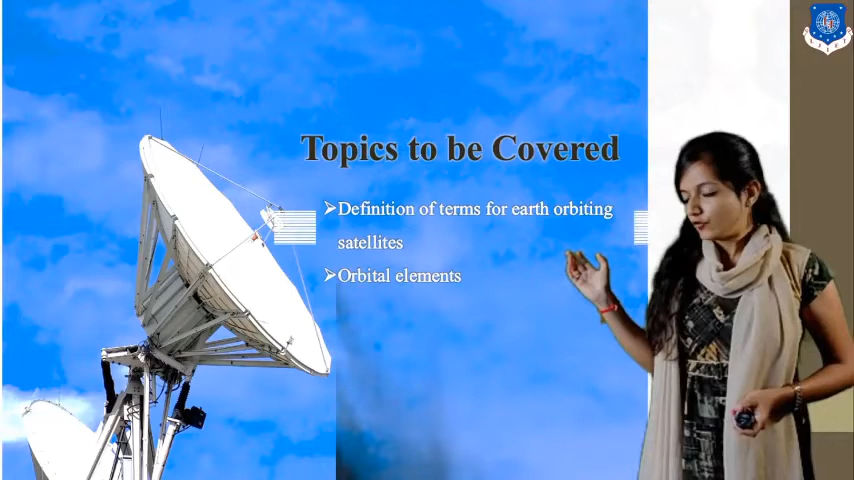 Topics to be Covered
➢Definition of terms for earth orbiting
satellites
➢Orbital elements